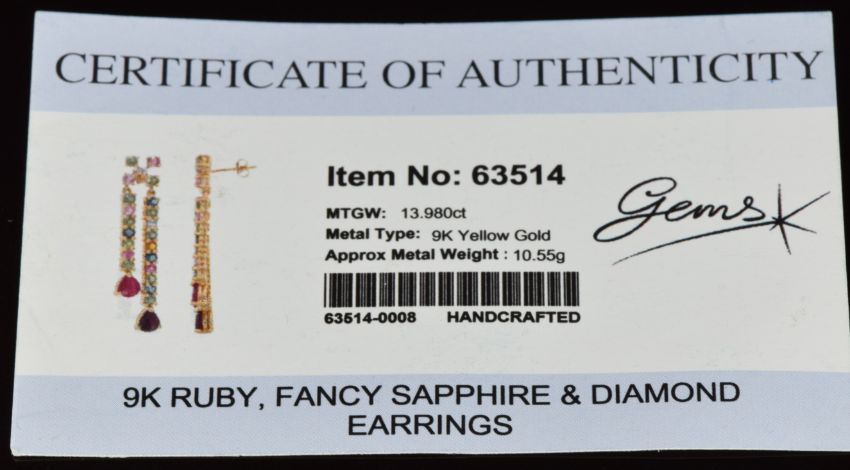 CERTIFICATE OF AUTHENTICITY
Item No: 63514
MTGW: 13.980ct
Metal Type: 9K Yellow Gold
Approx Metal Weight : 10.55g
63514-0008 HANDCRAFTED
Gems
9K RUBY, FANCY SAPPHIRE & DIAMOND
EARRINGS